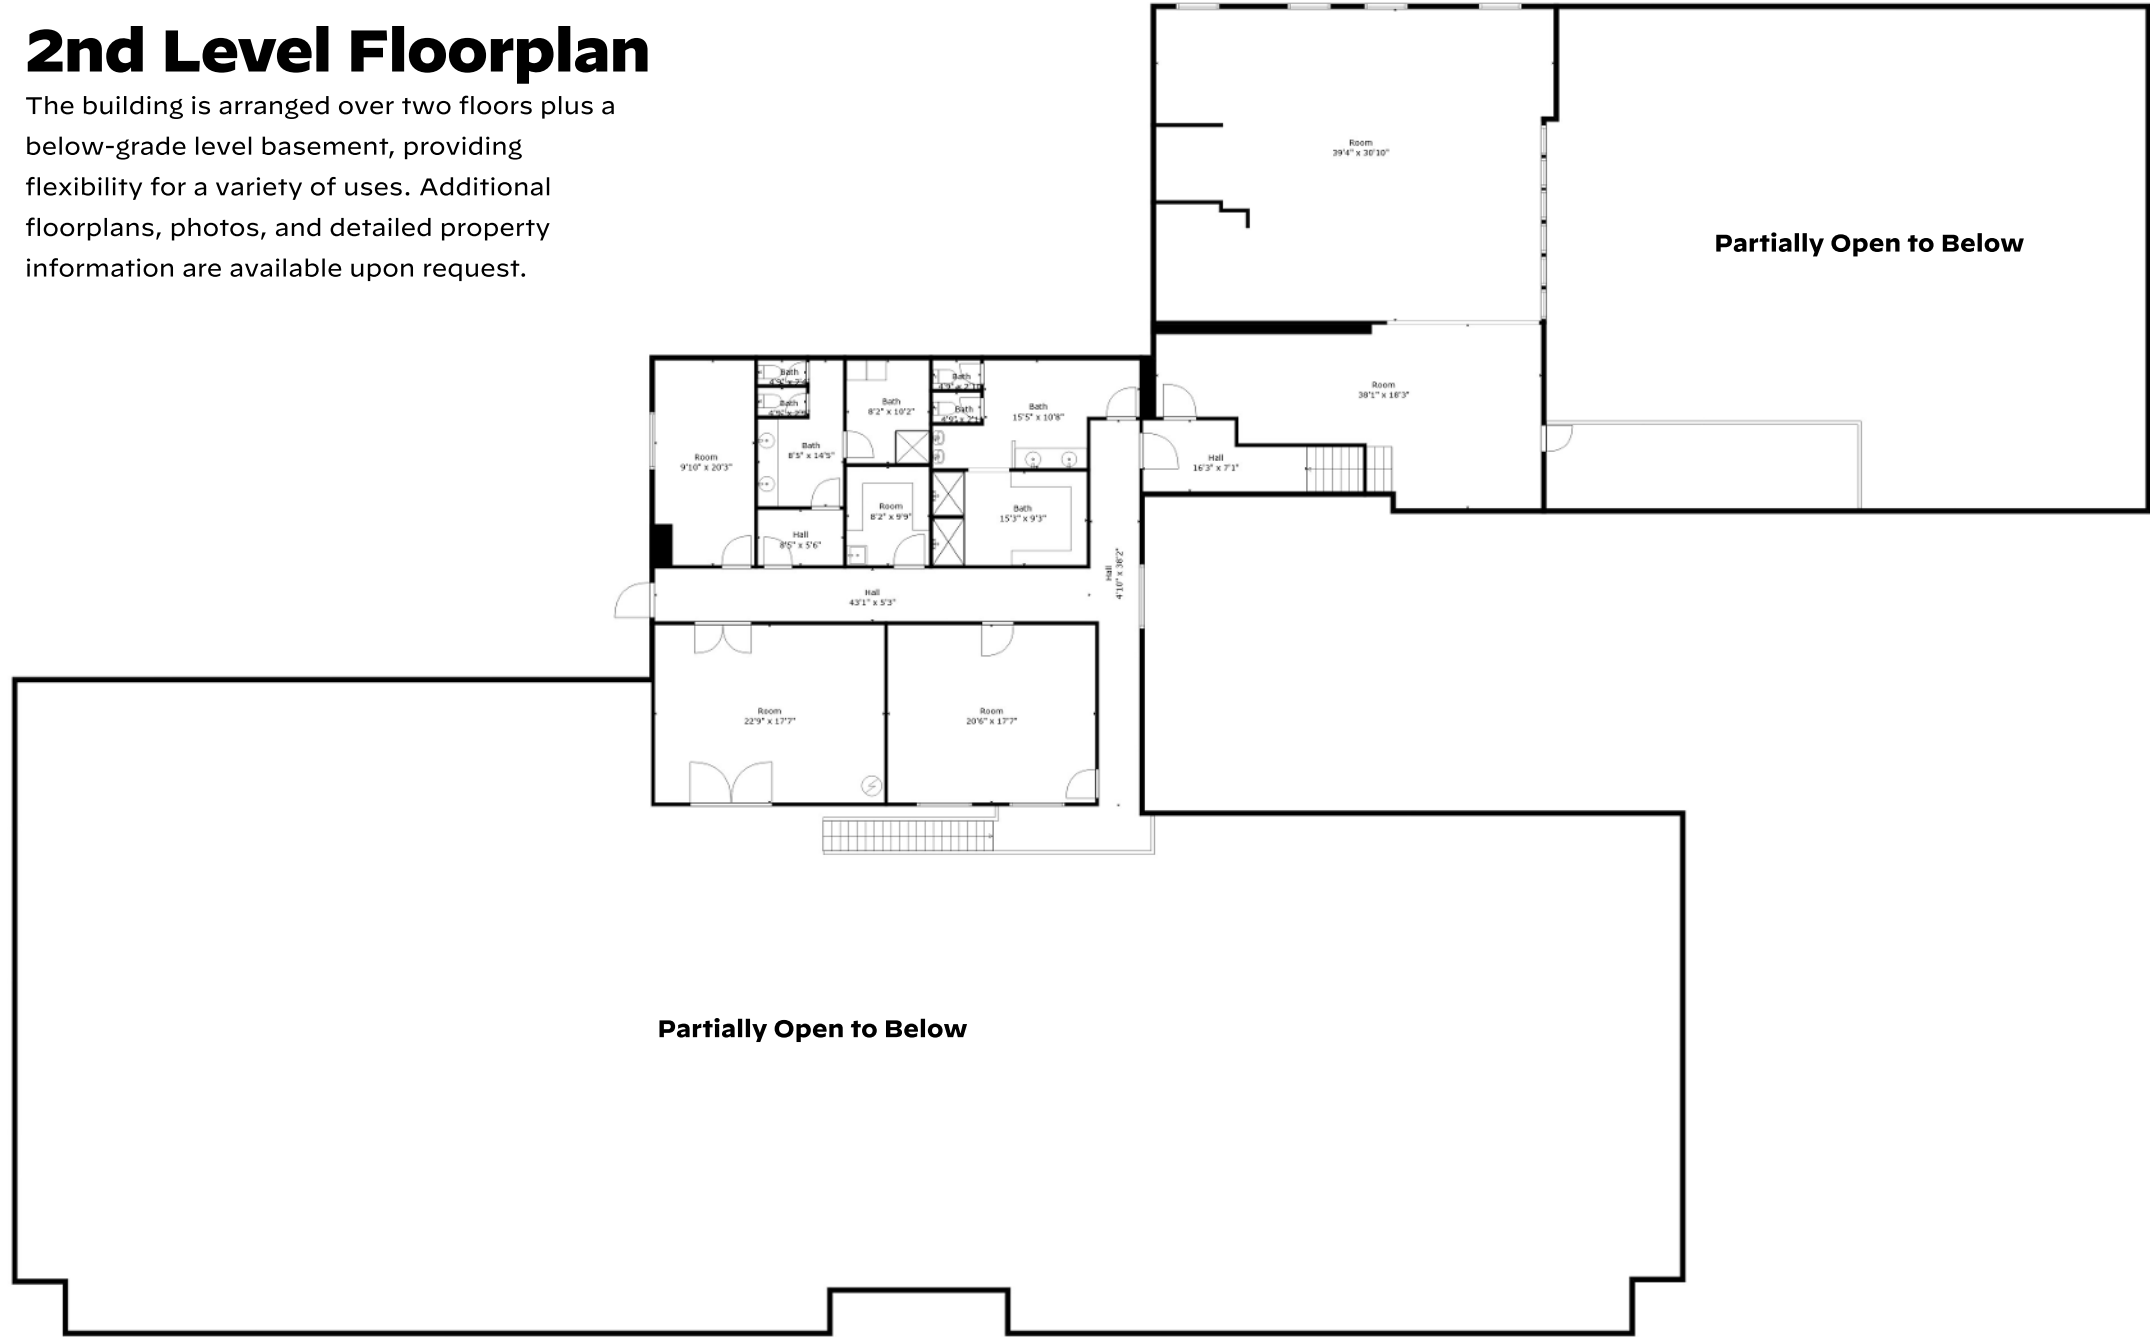 2nd Level Floorplan
The building is arranged over two floors plus a
below-grade level basement, providing
flexibility for a variety of uses. Additional
floorplans, photos, and detailed property
information are available upon request.
Room
39'4" x 30'10"
Partially Open to Below
Room
38'1" x 18'3"
Bath
Bath
Bath
8'2" x 10'2"
Bath
Bath
Bath
15'5" x 10'8"
Bath
8'5" x 14'5"
Room
9'10" x 20'3"
Hall
16'3" x 7'1"
Room
8'2" x 9'9"
Bath
15'3" x 9'3"
Hall
8'5" x 5'6"
Hall
4'10" x 38'2"
Hall
43'1" x 5'3"
Room
22'9" x 17'7"
Room
20'6" x 17'7"
Partially Open to Below